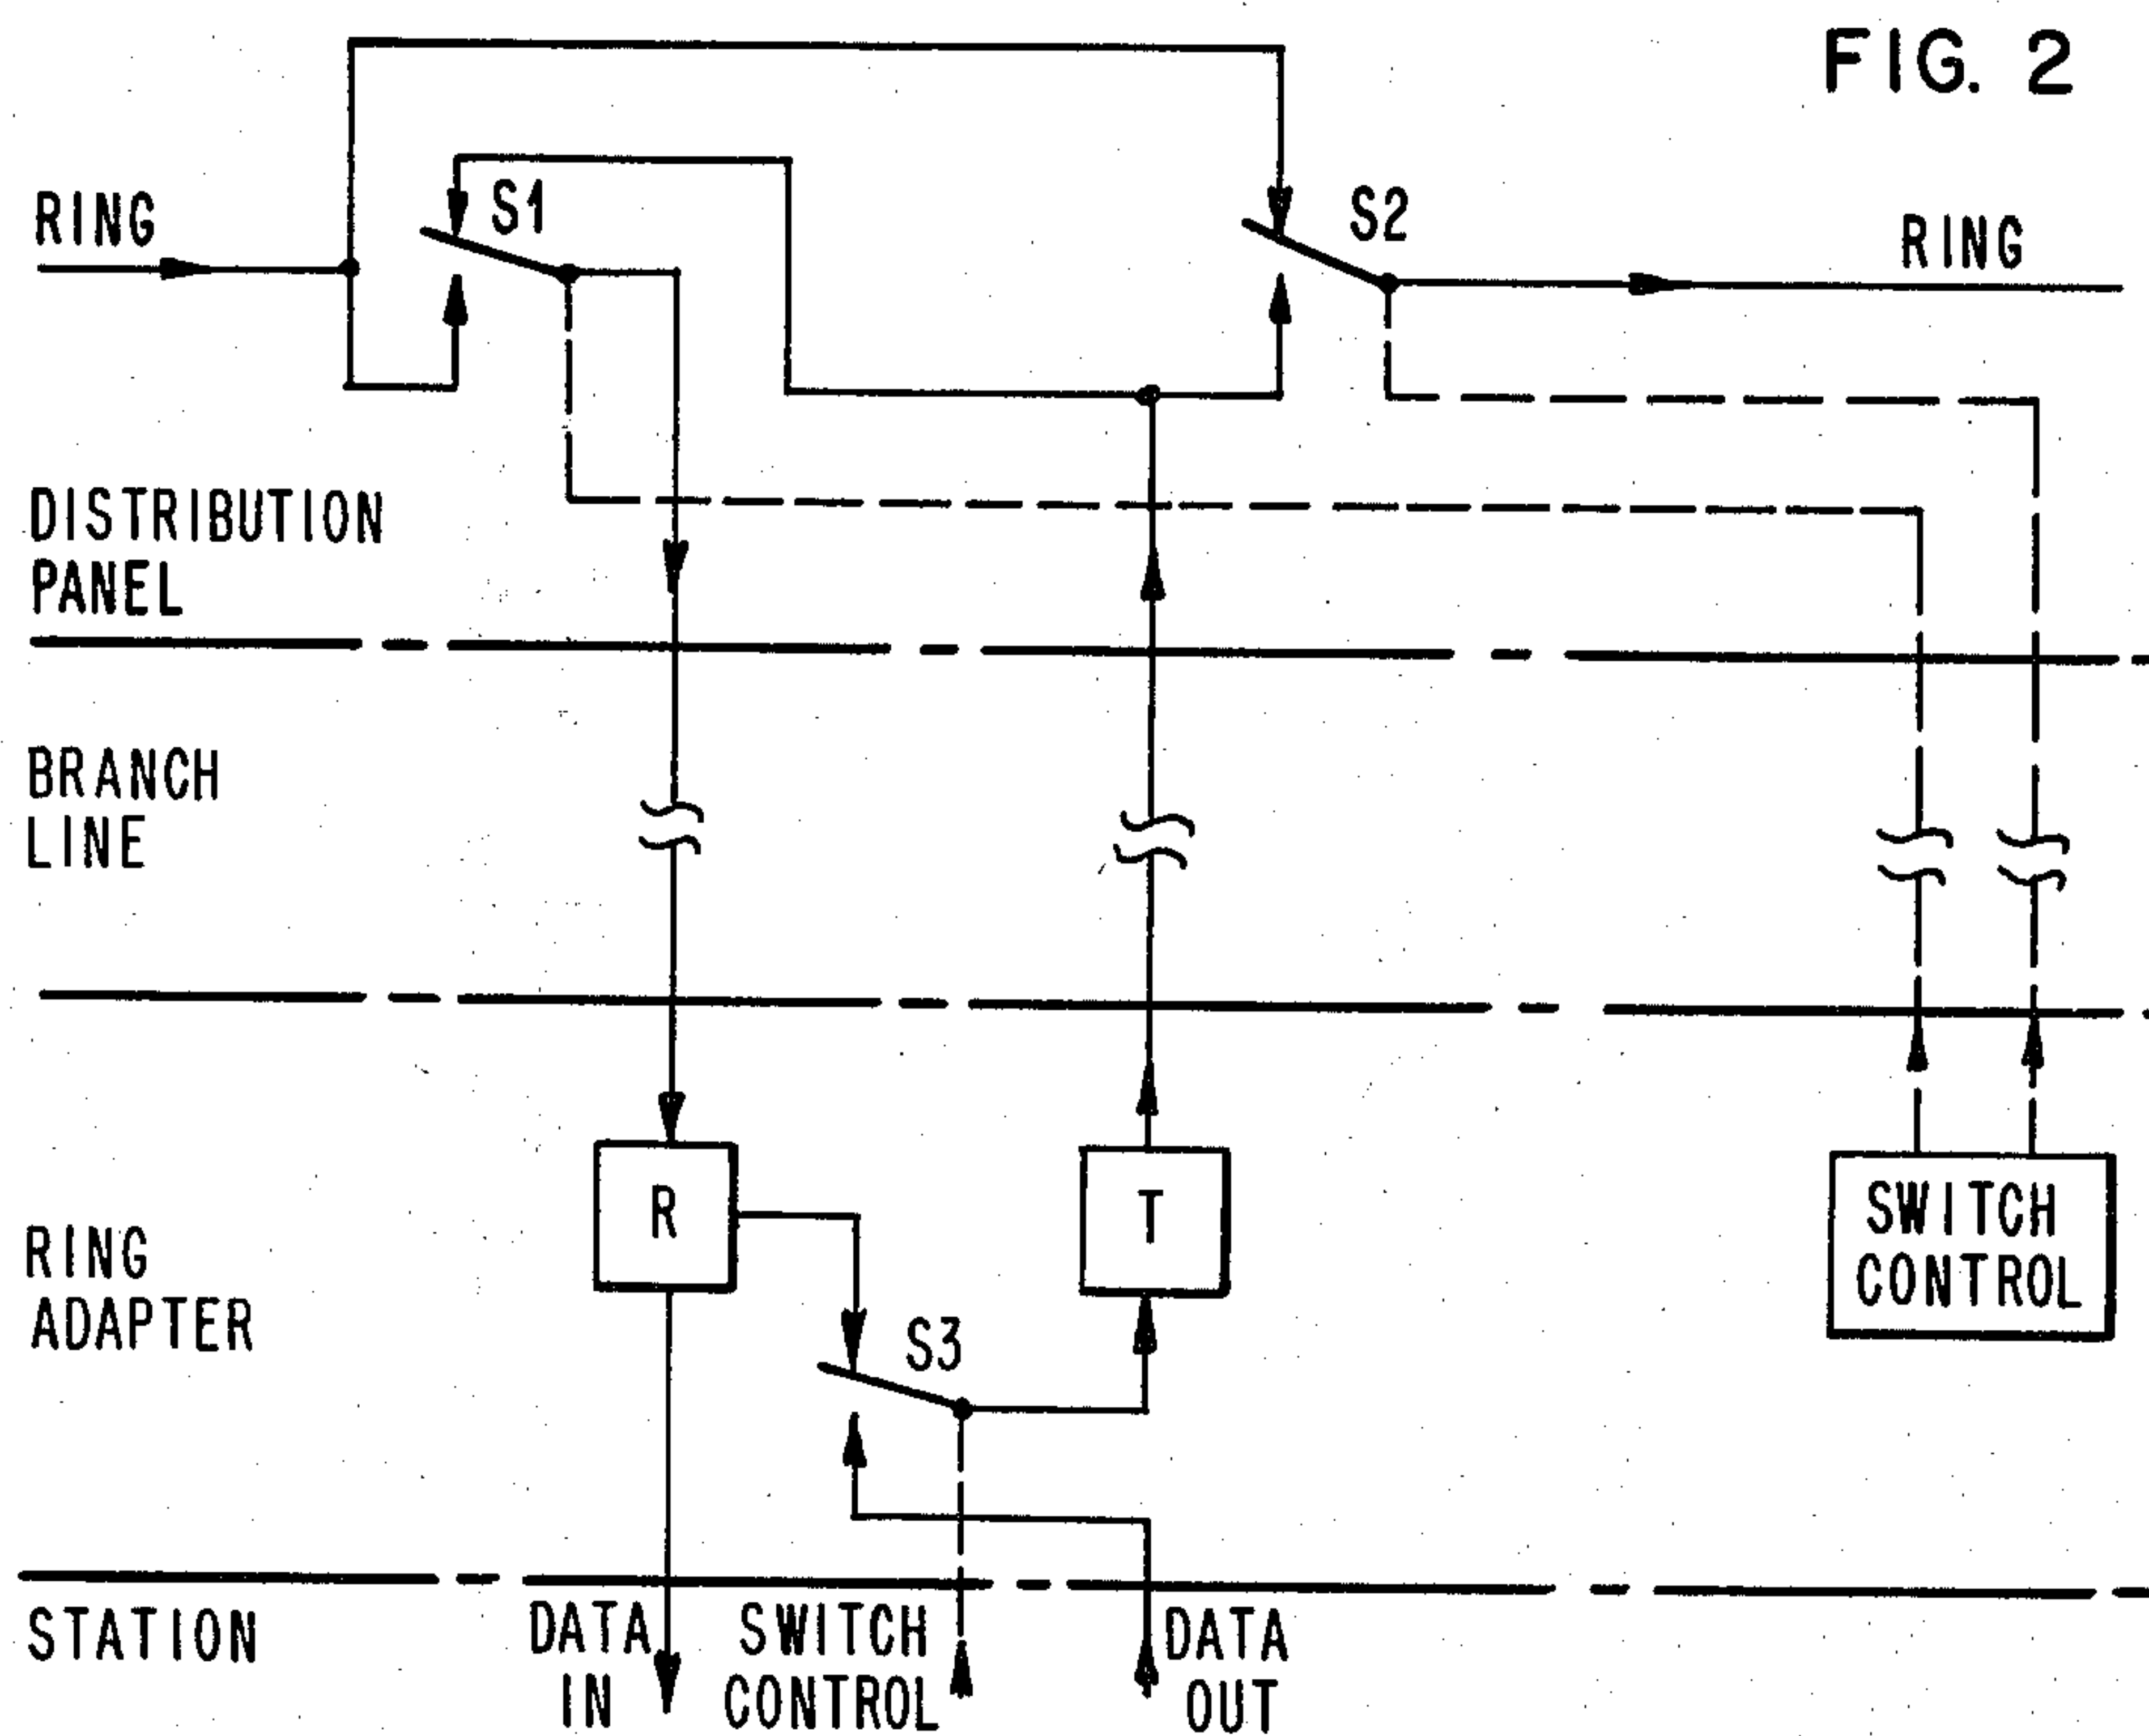 FIG. 2
RING
S1
S2
RING
DISTRIBUTION
PANEL
BRANCH
LINE
R
T
SWITCH
CONTROL
RING
ADAPTER
S3
STATION
DATA
IN
SWITCH
CONTROL
DATA
OUT